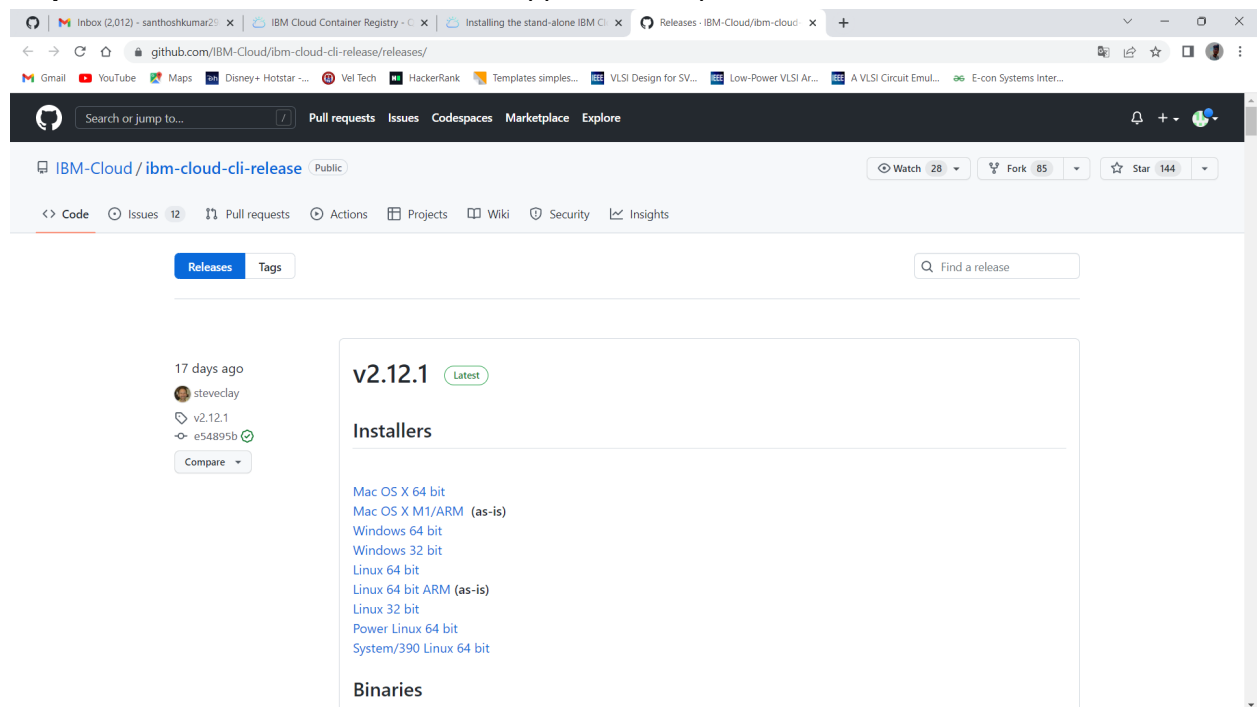 Inbox (2,012) - santhoshkumar29
IBM Cloud Container Registry - C
Installing the stand-alone IBM Cl
Releases · IBM-Cloud/ibm-cloud-
github.com/IBM-Cloud/ibm-cloud-cli-release/releases/
Gmail YouTube Maps Disney+ Hotstar -... Vel Tech HackerRank Templates simples... VLSI Design for SV... Low-Power VLSI Ar... A VLSI Circuit Emul... E-con Systems Inter...
Search or jump to... / Pull requests Issues Codespaces Marketplace Explore
IBM-Cloud / ibm-cloud-cli-release Public Watch 28 Fork 85 Star 144
<> Code Issues 12 Pull requests Actions Projects Wiki Security Insights
Releases Tags Find a release
17 days ago
steveclay
v2.12.1
e54895b
Compare
v2.12.1 Latest
Installers
Mac OS X 64 bit
Mac OS X M1/ARM (as-is)
Windows 64 bit
Windows 32 bit
Linux 64 bit
Linux 64 bit ARM (as-is)
Linux 32 bit
Power Linux 64 bit
System/390 Linux 64 bit
Binaries